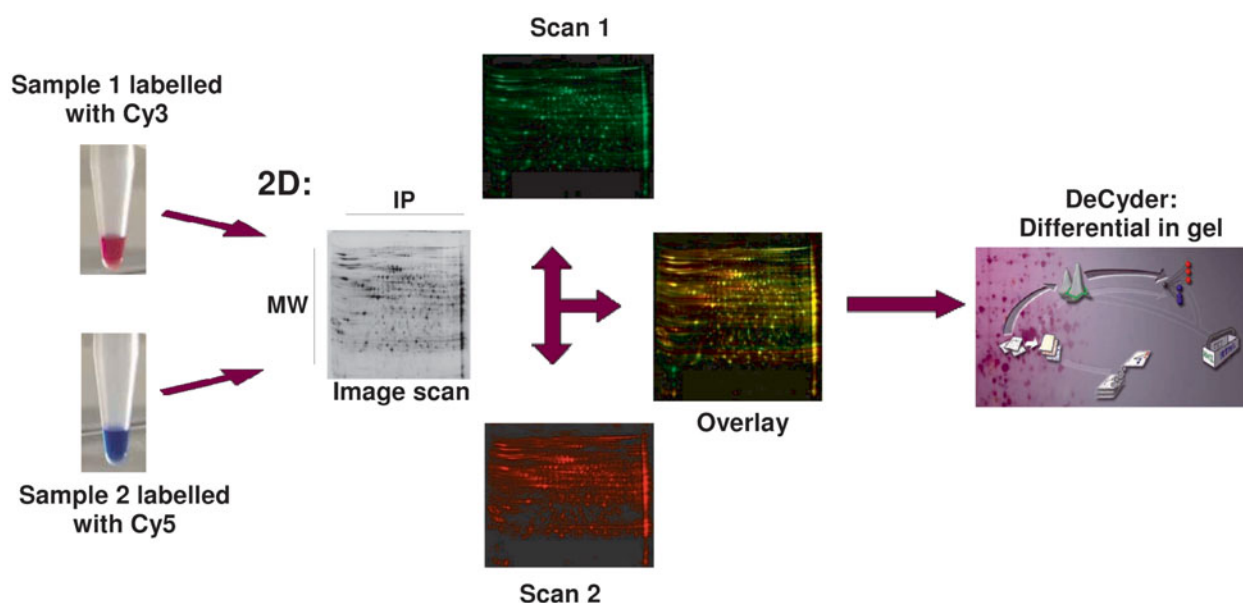 Scan 1
Sample 1 labelled
with Cy3
2D:
IP
MW
Image scan
DeCyder:
Differential in gel
Overlay
Sample 2 labelled
with Cy5
Scan 2